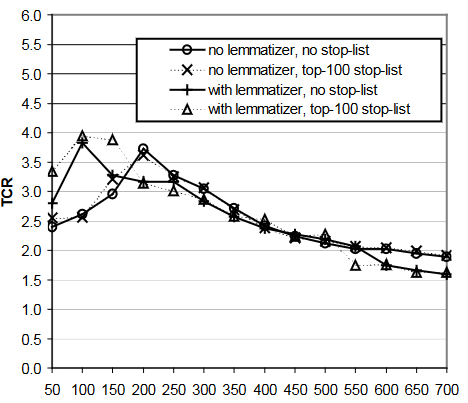 6.0
5.5
5.0
4.5
4.0
3.5
3.0
2.5
2.0
1.5
1.0
0.5
0.0
TCR
no lemmatizer, no stop-list
no lemmatizer, top-100 stop-list
with lemmatizer, no stop-list
with lemmatizer, top-100 stop-list
50 100 150 200 250 300 350 400 450 500 550 600 650 700